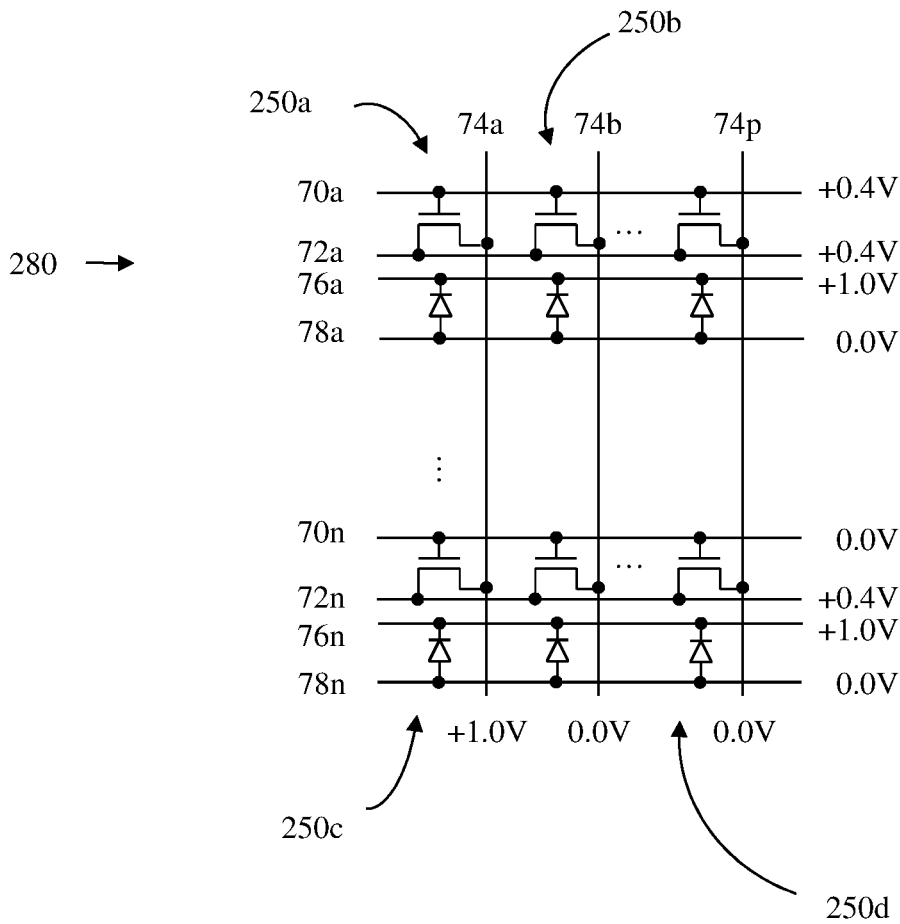 250b
250a
74a 74b 74p
70a +0.4V
...
72a +0.4V
280
76a +1.0V
78a 0.0V
...
70n 0.0V
...
72n +0.4V
76n +1.0V
78n 0.0V
+1.0V 0.0V 0.0V
250c
250d